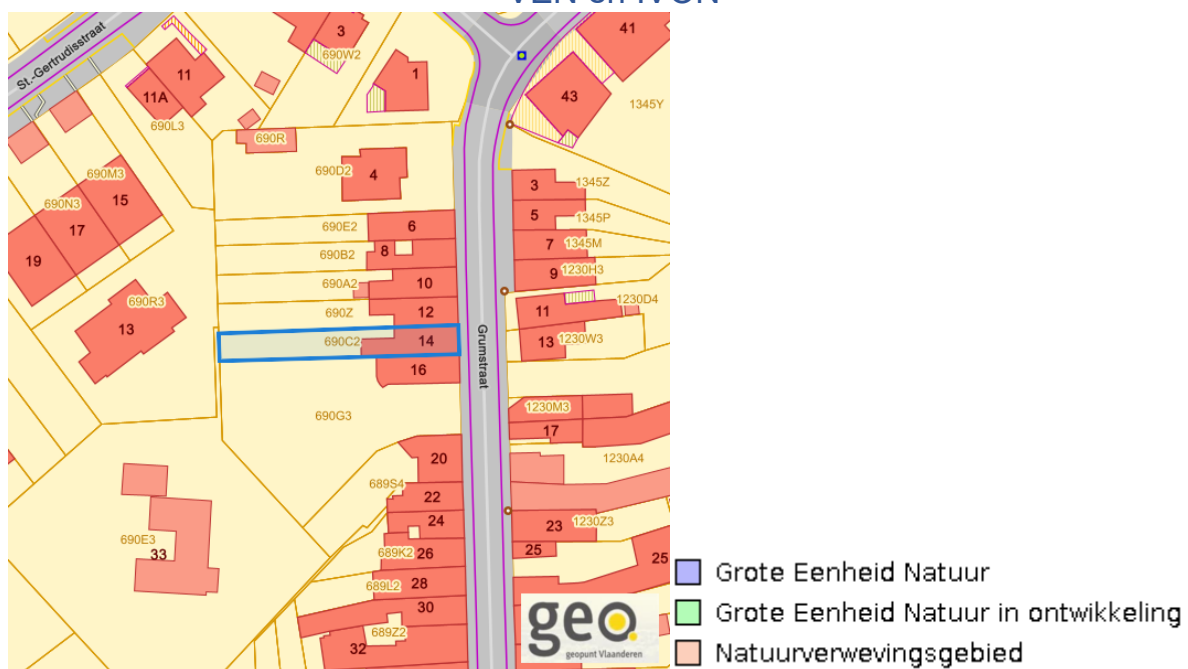 VEN en IVON
St.-Gertrudisstraat
3
690W2
41
11
1
11A
43
1345Y
690L3
690R
690D2
4
690M3
3
1345Z
690N3
15
5
1345P
690E2
6
17
7
1345M
690B2
8
19
9
1230H3
690A2
10
690R3
1230D4
690Z
12
11
13
690C2
14
13
1230W3
Grumstraat
16
1230M3
690G3
17
20
1230A4
689S4
22
24
23
1230Z3
690E3
33
689K2
26
25
25
689L2
28
30
689Z2
32
geo
geopunt Vlaanderen
Grote Eenheid Natuur
Grote Eenheid Natuur in ontwikkeling
Natuurverwevingsgebied